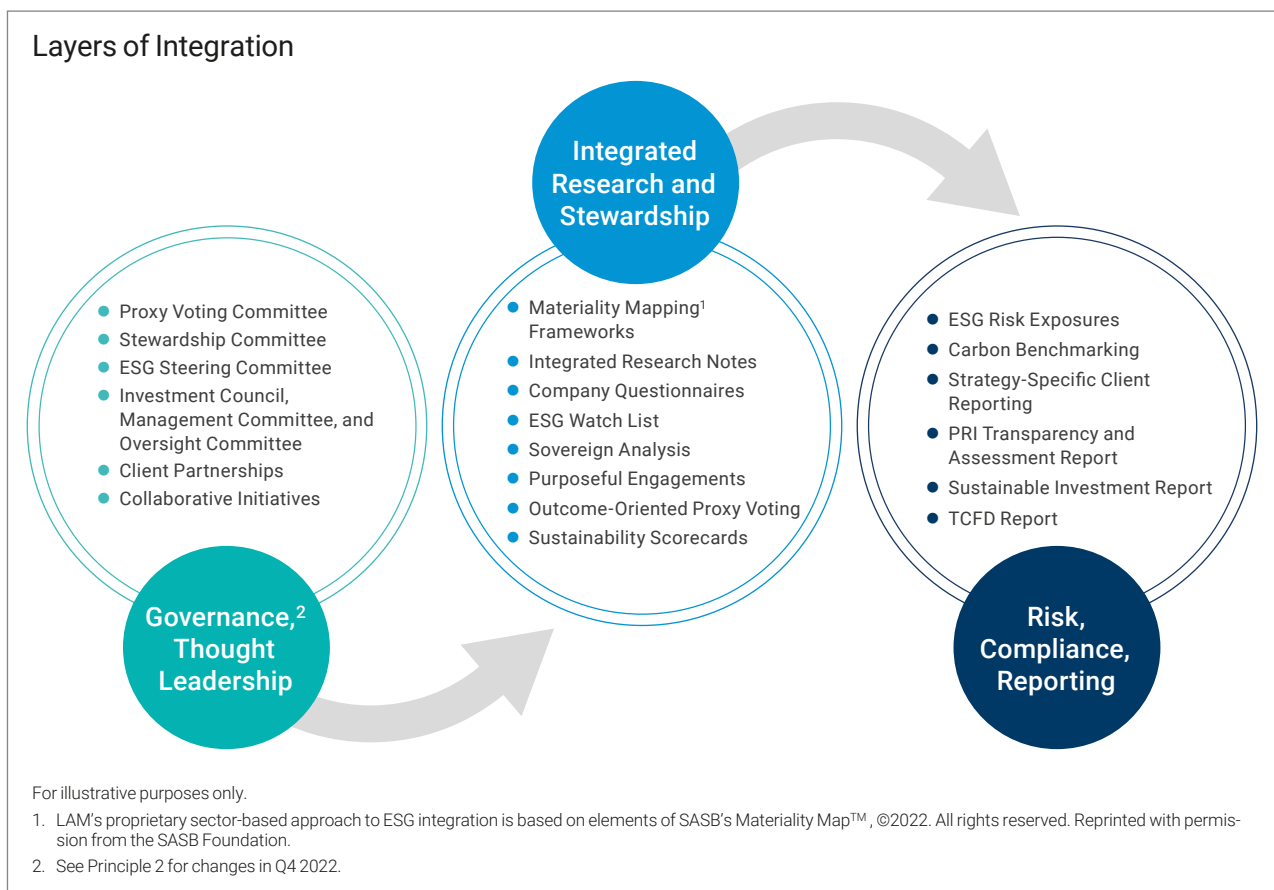 Layers of Integration
Proxy Voting Committee
Stewardship Committee
ESG Steering Committee
Investment Council,
Management Committee, and
Oversight Committee
Client Partnerships
Collaborative Initiatives
Governance,²
Thought
Leadership
Integrated
Research and
Stewardship
Materiality Mapping¹
Frameworks
Integrated Research Notes
Company Questionnaires
ESG Watch List
Sovereign Analysis
Purposeful Engagements
Outcome-Oriented Proxy Voting
Sustainability Scorecards
ESG Risk Exposures
Carbon Benchmarking
Strategy-Specific Client
Reporting
PRI Transparency and
Assessment Report
Sustainable Investment Report
TCFD Report
Risk,
Compliance,
Reporting
For illustrative purposes only.
1. LAM's proprietary sector-based approach to ESG integration is based on elements of SASB's Materiality Map™ , ©2022. All rights reserved. Reprinted with permis-
sion from the SASB Foundation.
2. See Principle 2 for changes in Q4 2022.